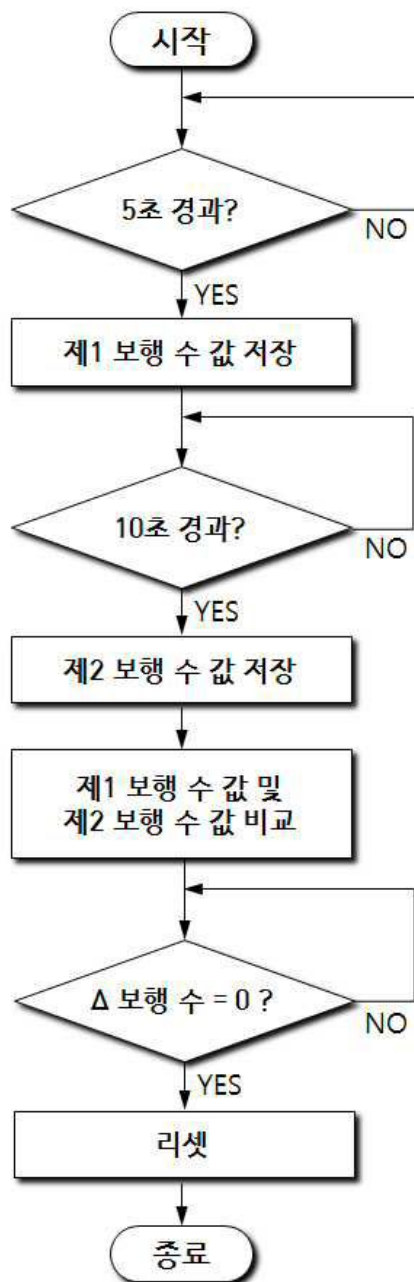 시작
5초 경과?
NO
YES
제1 보행 수 값 저장
10초 경과?
NO
YES
제2 보행 수 값 저장
제1 보행 수 값 및
제2 보행 수 값 비교
Δ 보행 수 = 0 ?
NO
YES
리셋
종료